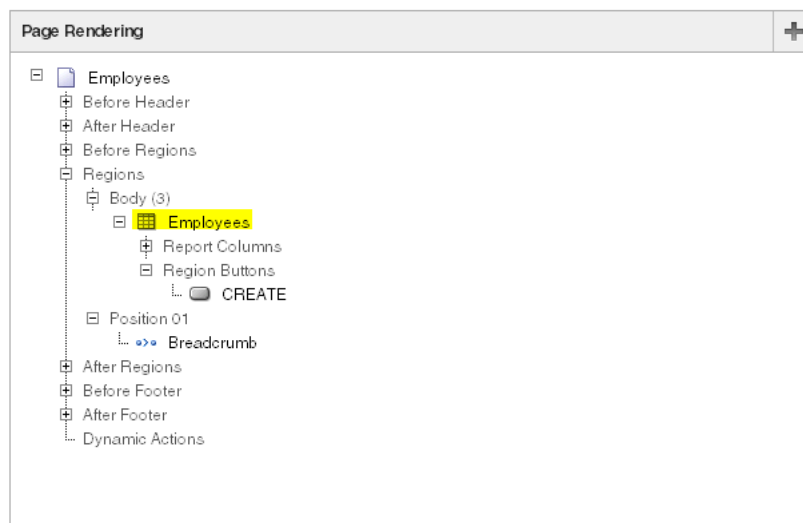 Page Rendering
Employees
Before Header
After Header
Before Regions
Regions
Body (3)
Employees
Report Columns
Region Buttons
CREATE
Position 01
Breadcrumb
After Regions
Before Footer
After Footer
Dynamic Actions